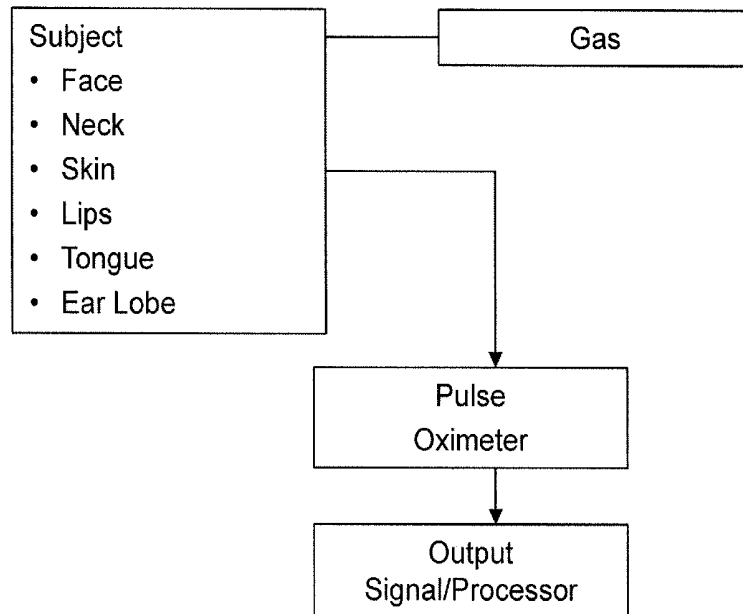 Subject
• Face
• Neck
• Skin
• Lips
• Tongue
• Ear Lobe
Gas
Pulse
Oximeter
Output
Signal/Processor